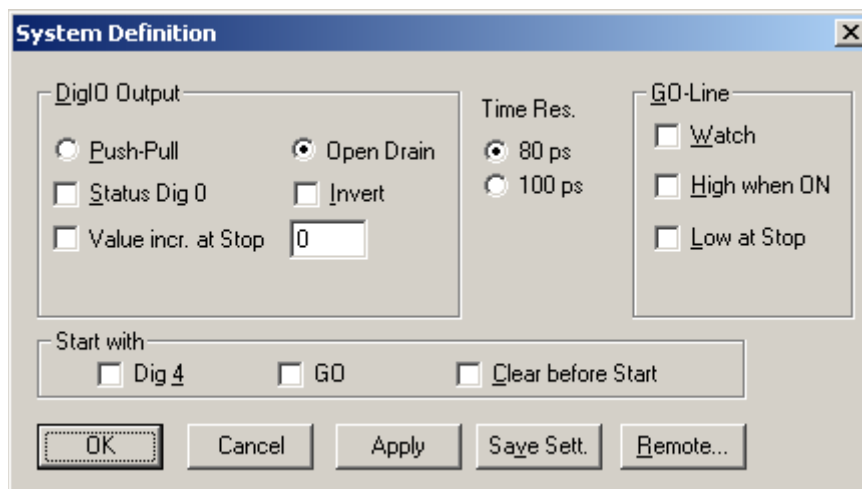 System Definition
DigIO Output
Push-Pull
Open Drain
Status Dig 0
Invert
Value incr. at Stop
0
Time Res.
80 ps
100 ps
GO-Line
Watch
High when ON
Low at Stop
Start with
Dig 4
GO
Clear before Start
OK
Cancel
Apply
Save Sett.
Remote...